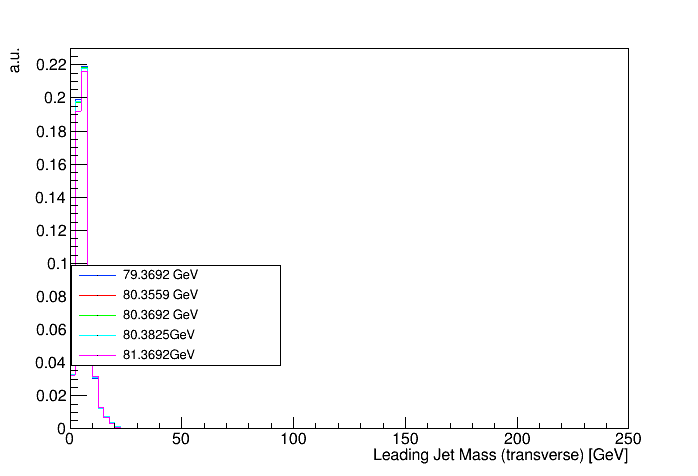 a.u.
0.22
0.2
0.18
0.16
0.14
0.12
0.1
0.08
0.06
0.04
0.02
0
79.3692 GeV
80.3559 GeV
80.3692 GeV
80.3825GeV
81.3692GeV
0 50 100 150 200 250
Leading Jet Mass (transverse) [GeV]